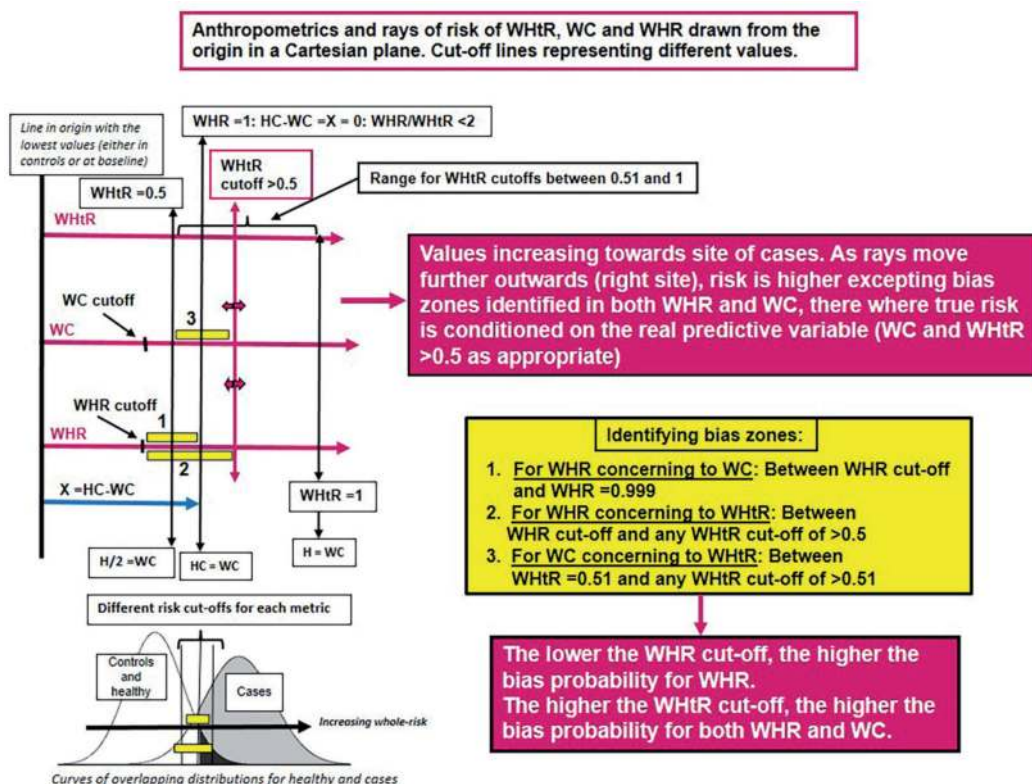 Anthropometrics and rays of risk of WHtR, WC and WHR drawn from the
origin in a Cartesian plane. Cut-off lines representing different values.
Line in origin with the
lowest values (either in
controls or at baseline)
WHR =1: HC-WC =X = 0: WHR/WHtR <2
WHtR
cutoff >0.5
Range for WHtR cutoffs between 0.51 and 1
WHtR =0.5
WHtR
WC cutoff
3
WC
WHR cutoff
1
WHR
2
X =HC-WC
WHtR =1
H/2 =WC
HC = WC
H = WC
Values increasing towards site of cases. As rays move
further outwards (right site), risk is higher excepting bias
zones identified in both WHR and WC, there where true risk
is conditioned on the real predictive variable (WC and WHtR
>0.5 as appropriate)
Identifying bias zones:
1. For WHR concerning to WC: Between WHR cut-off
and WHR =0.999
2. For WHR concerning to WHtR: Between
WHR cut-off and any WHtR cut-off of >0.5
3. For WC concerning to WHtR: Between
WHtR =0.51 and any WHtR cut-off of >0.51
The lower the WHR cut-off, the higher the
bias probability for WHR.
The higher the WHtR cut-off, the higher the
bias probability for both WHR and WC.
Different risk cut-offs for each metric
Controls
and
healthy
Cases
Increasing whole-risk
Curves of overlapping distributions for healthy and cases